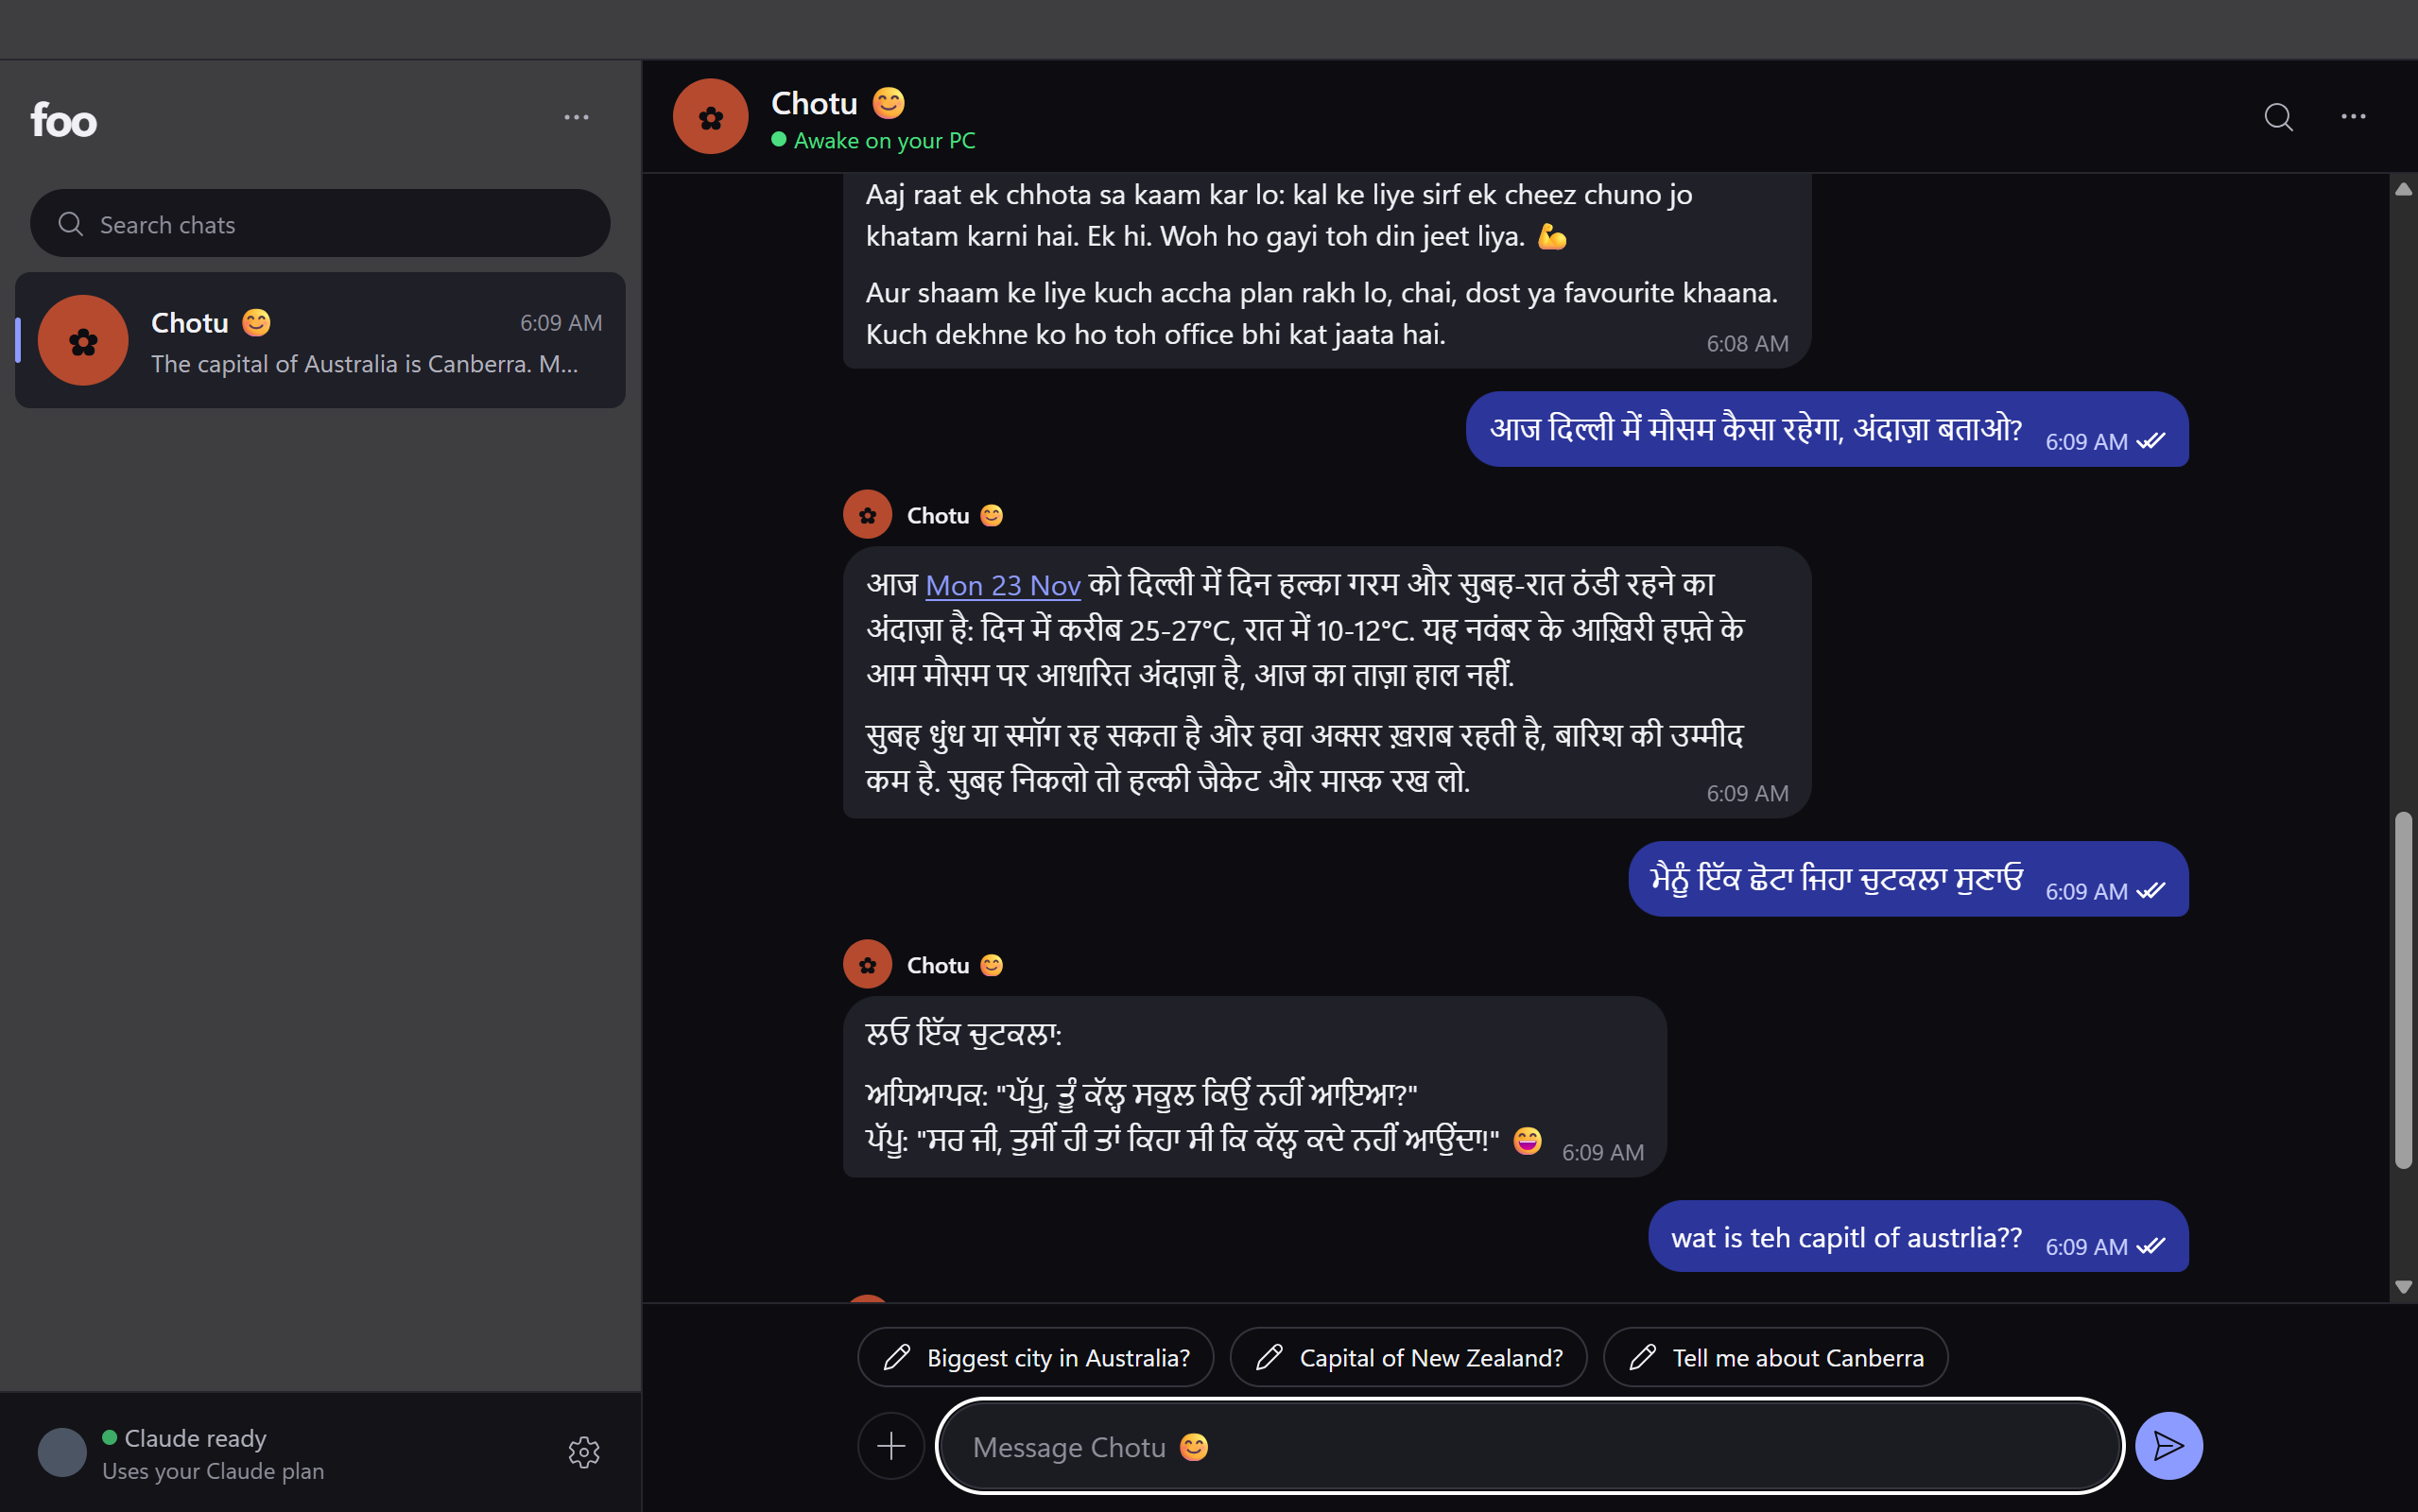 foo
Search chats
Chotu 😊
6:09 AM
The capital of Australia is Canberra. M...
Claude ready
Uses your Claude plan
Chotu 😊
Awake on your PC
Aaj raat ek chhota sa kaam kar lo: kal ke liye sirf ek cheez chuno jo
khatam karni hai. Ek hi. Woh ho gayi toh din jeet liya. 💪
Aur shaam ke liye kuch accha plan rakh lo, chai, dost ya favourite khaana.
Kuch dekhne ko ho toh office bhi kat jaata hai.
6:08 AM
आज दिल्ली में मौसम कैसा रहेगा, अंदाज़ा बताओ?
6:09 AM
Chotu 😊
आज Mon 23 Nov को दिल्ली में दिन हल्का गरम और सुबह-रात ठंडी रहने का
अंदाज़ा है: दिन में करीब 25-27°C, रात में 10-12°C. यह नवंबर के आख़िरी हफ़्ते के
आम मौसम पर आधारित अंदाज़ा है, आज का ताज़ा हाल नहीं.
सुबह धुंध या स्मॉग रह सकता है और हवा अक्सर ख़राब रहती है, बारिश की उम्मीद
कम है. सुबह निकलो तो हल्की जैकेट और मास्क रख लो.
6:09 AM
ਮੈਨੂੰ ਇੱਕ ਛੋਟਾ ਜਿਹਾ ਚੁਟਕਲਾ ਸੁਣਾਓ
6:09 AM
Chotu 😊
ਲਓ ਇੱਕ ਚੁਟਕਲਾ:
ਅਧਿਆਪਕ: "ਪੱਪੂ, ਤੂੰ ਕੱਲ੍ਹ ਸਕੂਲ ਕਿਉਂ ਨਹੀਂ ਆਇਆ?"
ਪੱਪੂ: "ਸਰ ਜੀ, ਤੁਸੀਂ ਹੀ ਤਾਂ ਕਿਹਾ ਸੀ ਕਿ ਕੱਲ੍ਹ ਕਦੇ ਨਹੀਂ ਆਉਂਦਾ!" 😄
6:09 AM
wat is teh capitl of austrlia??
6:09 AM
Biggest city in Australia?
Capital of New Zealand?
Tell me about Canberra
Message Chotu 😊